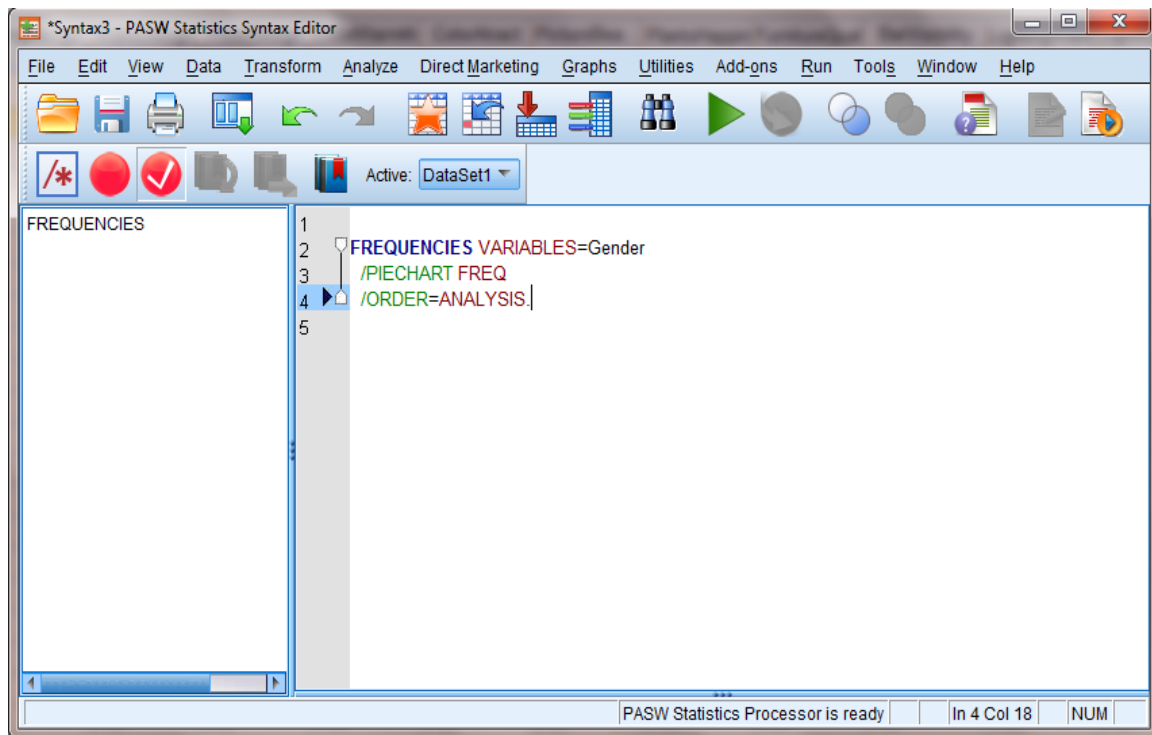 *Syntax3 - PASW Statistics Syntax Editor
File Edit View Data Transform Analyze Direct Marketing Graphs Utilities Add-ons Run Tools Window Help
/* Active: DataSet1
FREQUENCIES
1
2 FREQUENCIES VARIABLES=Gender
3 /PIECHART FREQ
4 /ORDER=ANALYSIS.
5
PASW Statistics Processor is ready In 4 Col 18 NUM